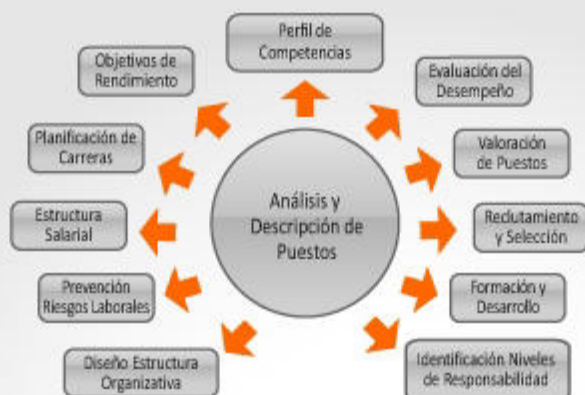 Perfil de
Competencias
Objetivos de
Rendimiento
Evaluación del
Desempeño
Planificación de
Carreras
Valoración
de Puestos
Análisis y
Descripción de
Puestos
Estructura
Salarial
Reclutamiento
y Selección
Prevención
Riesgos Laborales
Formación y
Desarrollo
Diseño Estructura
Organizativa
Identificación Niveles
de Responsabilidad